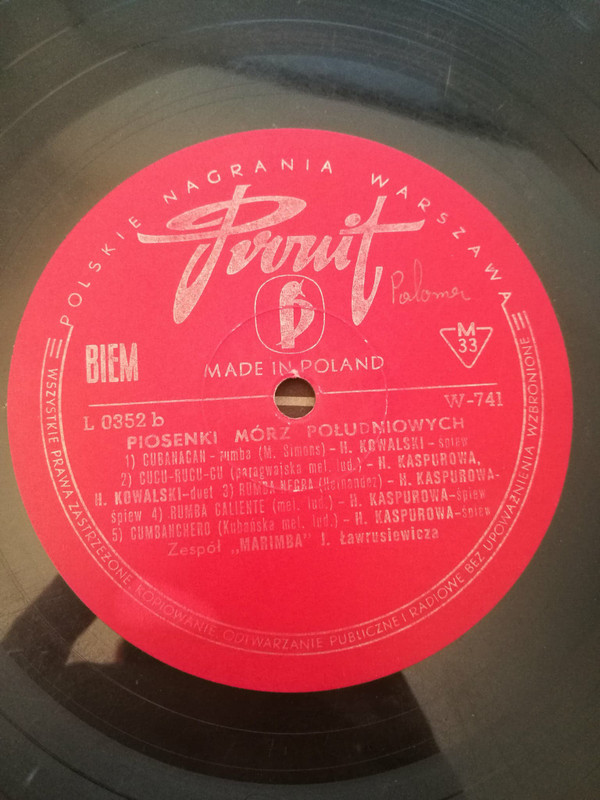 POLSKIE NAGRANIA WARSZAWA
Pronit
Palomer
BIEM
M
33
MADE IN POLAND
L 0352 b
W-741
PIOSENKI MÓRZ POŁUDNIOWYCH
1) CUBANACAN - rumba (M. Simons) - H. KOWALSKI - śpiew
2) CUCU-RUCU-CU (paragwajska mel. lud.) - H. KASPUROWA,
H. KOWALSKI-duet 3) RUMBA NEGRA (Hernandez) - H. KASPUROWA-
śpiew 4) RUMBA CALIENTE (mel. lud.) - H. KASPUROWA-śpiew
5) CUMBANCHERO (Kubańska mel. lud.) - H. KASPUROWA-śpiew
Zespół „MARIMBA" J. Ławrusiewicza
WSZYSTKIE PRAWA ZASTRZEŻONE. KOPIOWANIE, ODTWARZANIE PUBLICZNE I RADIOWE BEZ UPOWAŻNIENIA WZBRONIONE